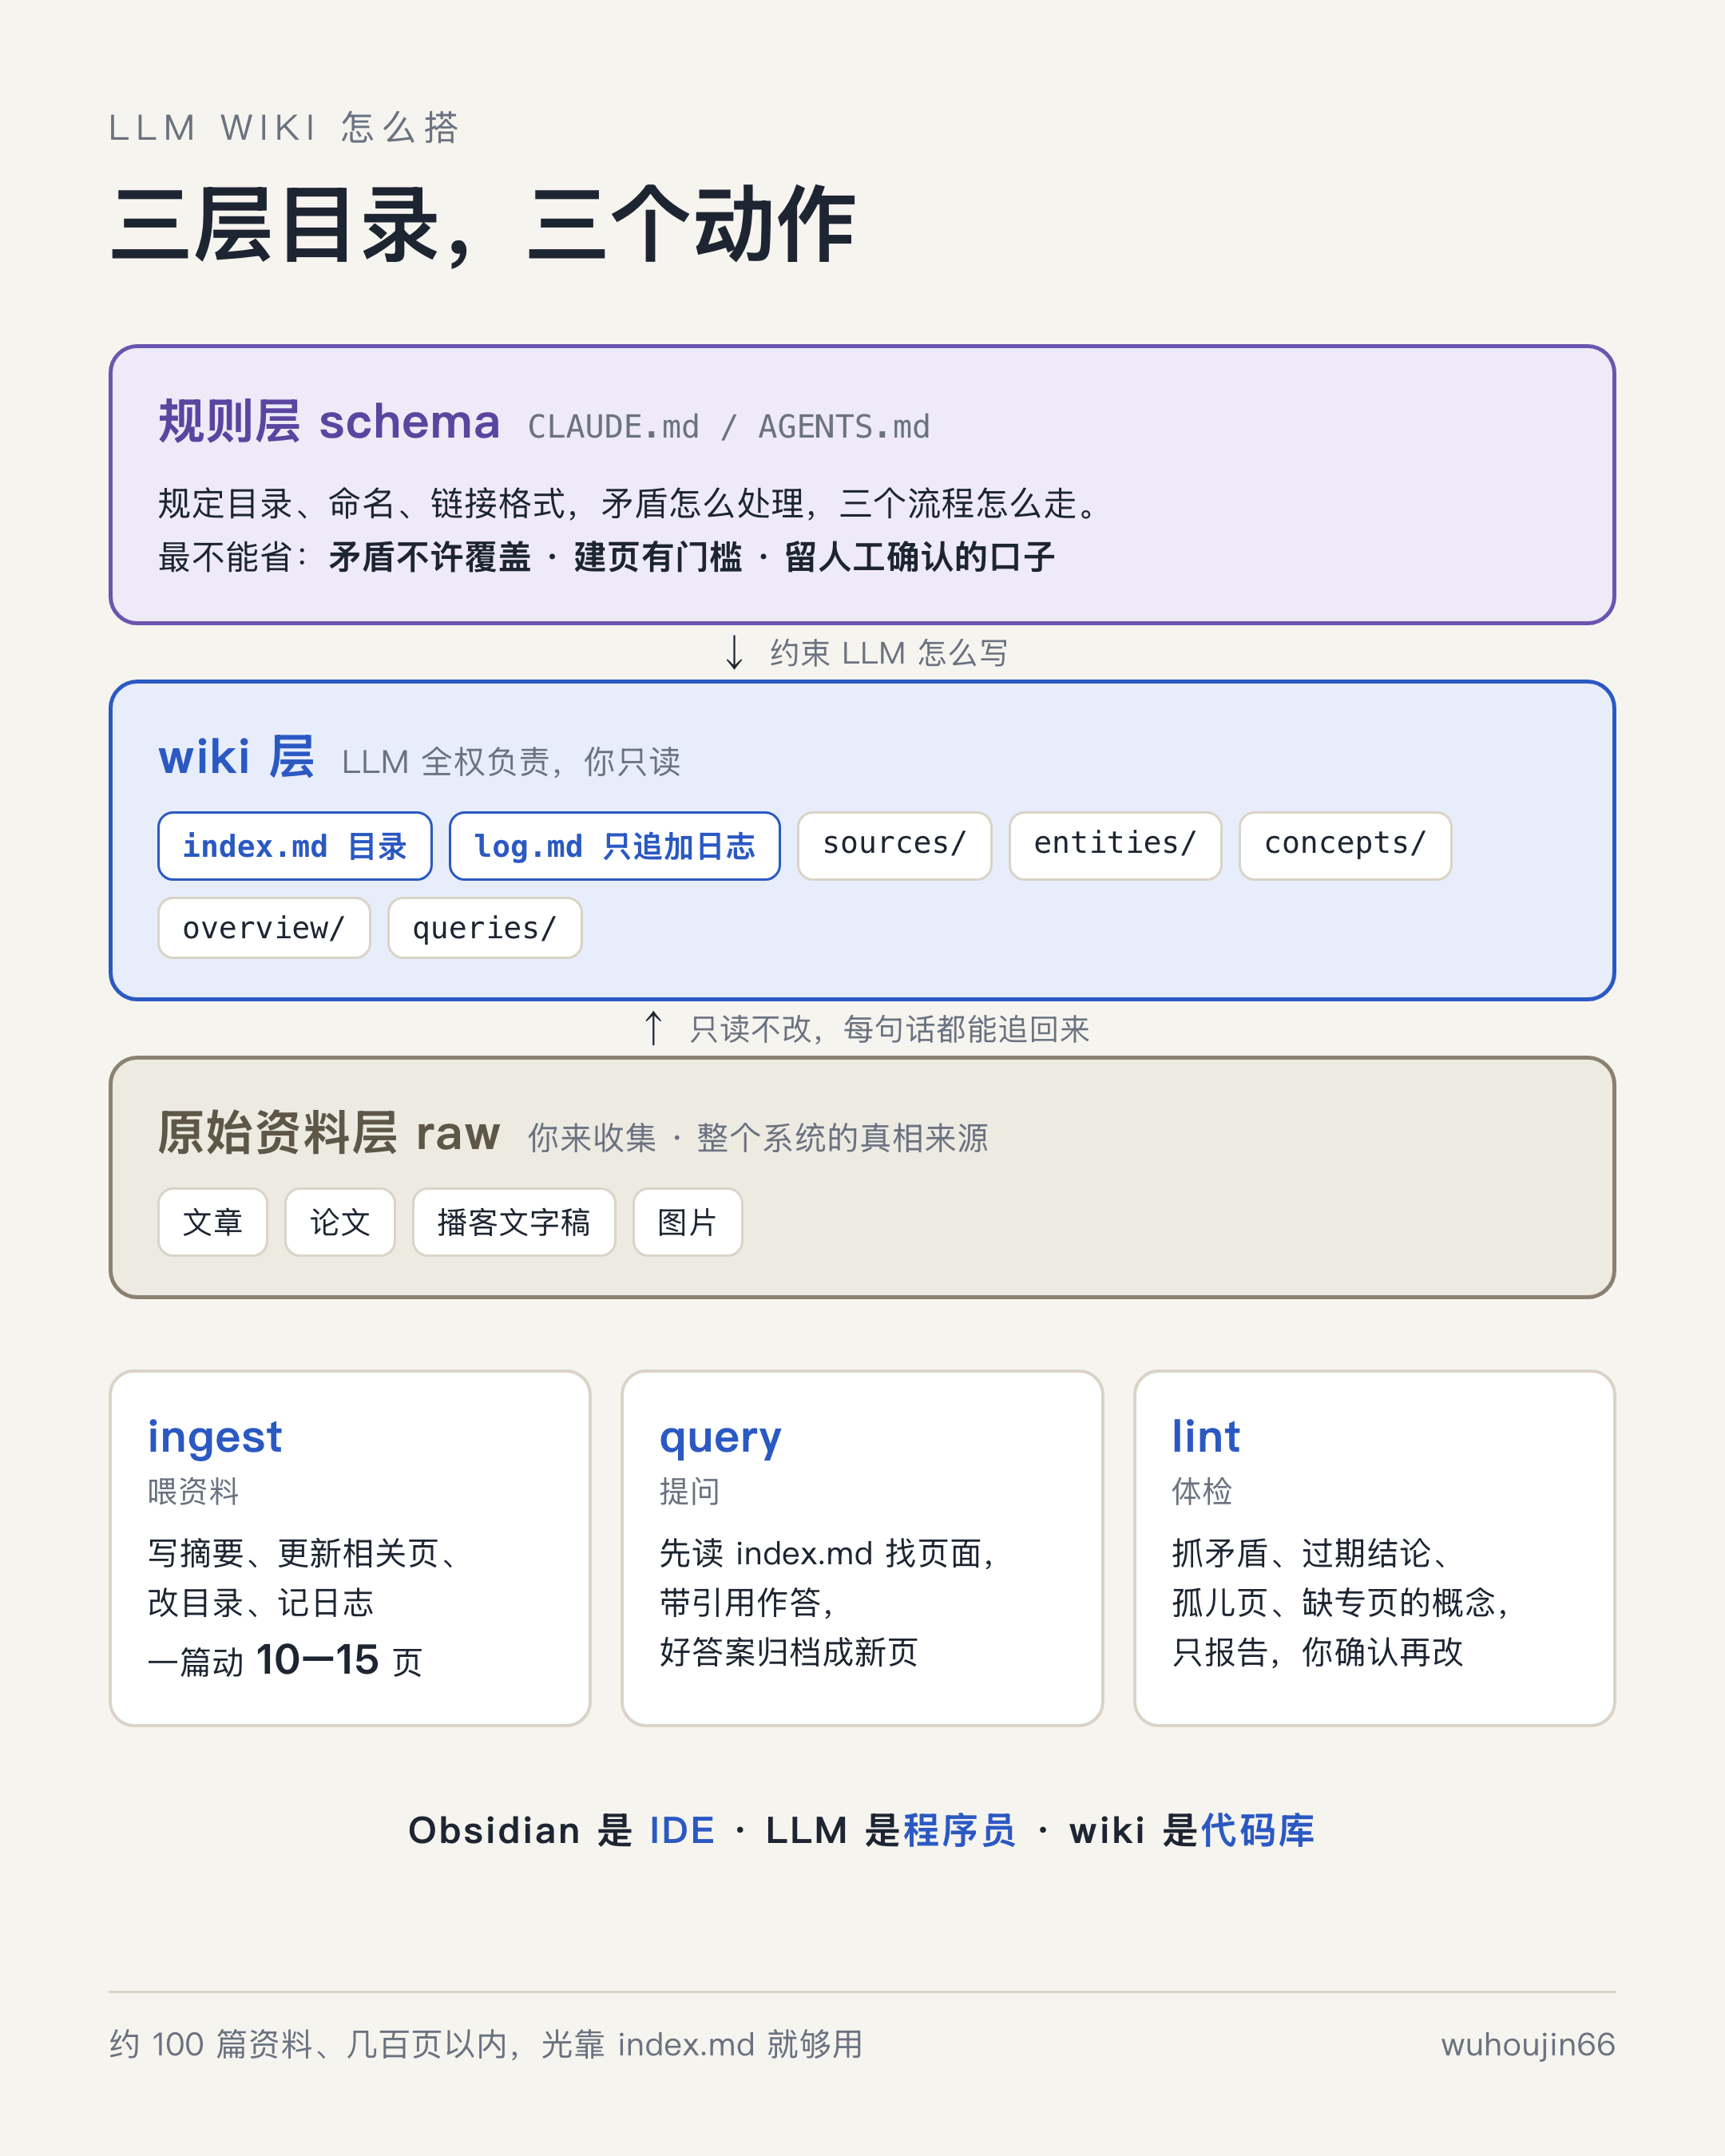 LLM WIKI 怎么搭
三层目录，三个动作
规则层 schema CLAUDE.md / AGENTS.md
规定目录、命名、链接格式，矛盾怎么处理，三个流程怎么走。
最不能省：矛盾不许覆盖 · 建页有门槛 · 留人工确认的口子
↓ 约束 LLM 怎么写
wiki 层 LLM 全权负责，你只读
index.md 目录 log.md 只追加日志 sources/ entities/ concepts/
overview/ queries/
↑ 只读不改，每句话都能追回来
原始资料层 raw 你来收集 · 整个系统的真相来源
文章 论文 播客文字稿 图片
ingest
喂资料
写摘要、更新相关页、
改目录、记日志
一篇动 10—15 页
query
提问
先读 index.md 找页面，
带引用作答，
好答案归档成新页
lint
体检
抓矛盾、过期结论、
孤儿页、缺专页的概念，
只报告，你确认再改
Obsidian 是 IDE · LLM 是程序员 · wiki 是代码库
约 100 篇资料、几百页以内，光靠 index.md 就够用
wuhoujin66